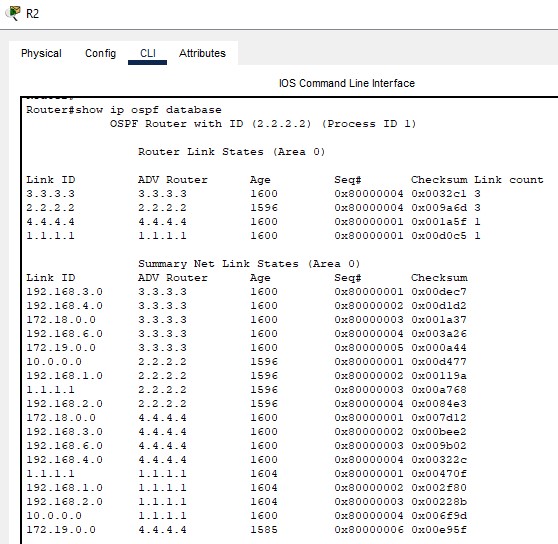 R2
Physical Config CLI Attributes
IOS Command Line Interface
Router#show ip ospf database
OSPF Router with ID (2.2.2.2) (Process ID 1)
Router Link States (Area 0)
Link ID ADV Router Age Seq# Checksum Link count
3.3.3.3 3.3.3.3 1600 0x80000004 0x0032c1 3
2.2.2.2 2.2.2.2 1596 0x80000004 0x009a6d 3
4.4.4.4 4.4.4.4 1600 0x80000001 0x001a5f 1
1.1.1.1 1.1.1.1 1600 0x80000001 0x00d0c5 1
Summary Net Link States (Area 0)
Link ID ADV Router Age Seq# Checksum
192.168.3.0 3.3.3.3 1600 0x80000001 0x00dec7
192.168.4.0 3.3.3.3 1600 0x80000002 0x00d1d2
172.18.0.0 3.3.3.3 1600 0x80000003 0x001a37
192.168.6.0 3.3.3.3 1600 0x80000004 0x003a26
172.19.0.0 3.3.3.3 1600 0x80000005 0x000a44
10.0.0.0 2.2.2.2 1596 0x80000001 0x00d477
192.168.1.0 2.2.2.2 1596 0x80000002 0x00119a
1.1.1.1 2.2.2.2 1596 0x80000003 0x00a768
192.168.2.0 2.2.2.2 1596 0x80000004 0x0084e3
172.18.0.0 4.4.4.4 1600 0x80000001 0x007d12
192.168.3.0 4.4.4.4 1600 0x80000002 0x00bee2
192.168.6.0 4.4.4.4 1600 0x80000003 0x009b02
192.168.4.0 4.4.4.4 1600 0x80000004 0x00322c
1.1.1.1 1.1.1.1 1604 0x80000001 0x00470f
192.168.1.0 1.1.1.1 1604 0x80000002 0x002f80
192.168.2.0 1.1.1.1 1604 0x80000003 0x00228b
10.0.0.0 1.1.1.1 1600 0x80000004 0x006f9d
172.19.0.0 4.4.4.4 1585 0x80000006 0x00e95f